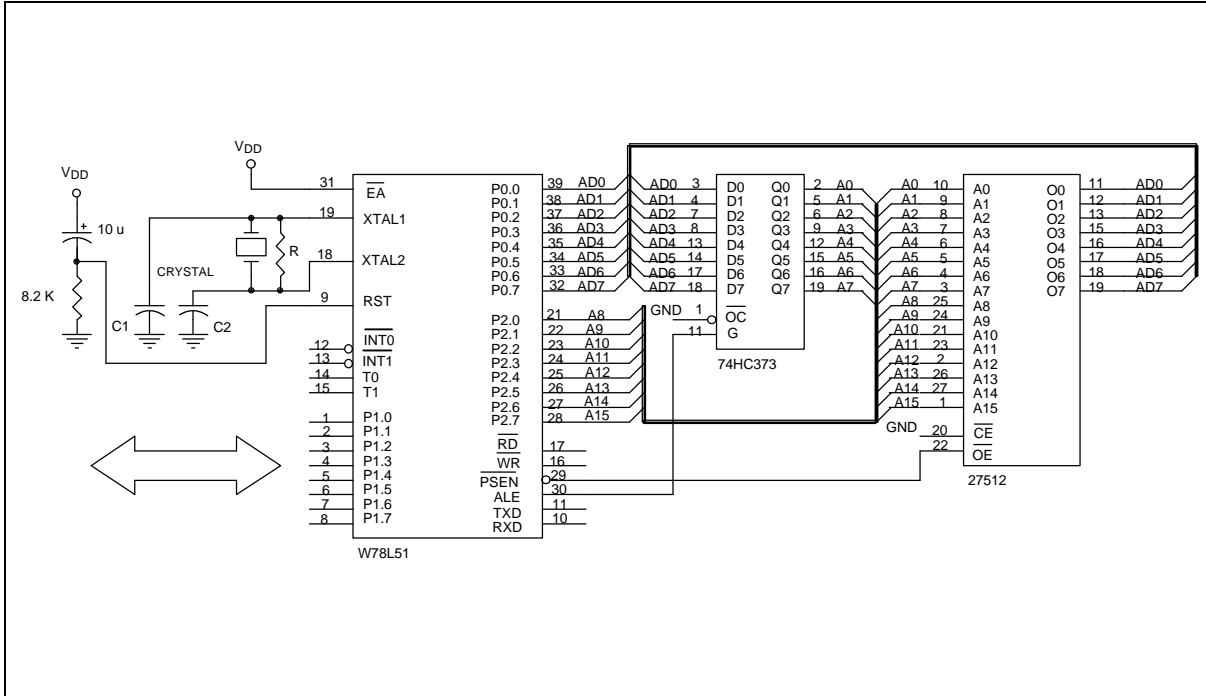 VDD
10 u
8.2 K
VDD
CRYSTAL
R
C1
C2
31 EA
19 XTAL1
18 XTAL2
9 RST
12 INT0
13 INT1
14 T0
15 T1
1 P1.0
2 P1.1
3 P1.2
4 P1.3
5 P1.4
6 P1.5
7 P1.6
8 P1.7
P0.0 39 AD0
P0.1 38 AD1
P0.2 37 AD2
P0.3 36 AD3
P0.4 35 AD4
P0.5 34 AD5
P0.6 33 AD6
P0.7 32 AD7
P2.0 21 A8
P2.1 22 A9
P2.2 23 A10
P2.3 24 A11
P2.4 25 A12
P2.5 26 A13
P2.6 27 A14
P2.7 28 A15
RD 17
WR 16
PSEN 29
ALE 30
TXD 11
RXD 10
W78L51
AD0 3 D0 Q0 2 A0
AD1 4 D1 Q1 5 A1
AD2 7 D2 Q2 6 A2
AD3 8 D3 Q3 9 A3
AD4 13 D4 Q4 12 A4
AD5 14 D5 Q5 15 A5
AD6 17 D6 Q6 16 A6
AD7 18 D7 Q7 19 A7
GND 1 OC
11 G
74HC373
A0 10 A0
A1 9 A1
A2 8 A2
A3 7 A3
A4 6 A4
A5 5 A5
A6 4 A6
A7 3 A7
A8 25 A8
A9 24 A9
A10 21 A10
A11 23 A11
A12 2 A12
A13 26 A13
A14 27 A14
A15 1 A15
GND 20 CE
22 OE
O0 11 AD0
O1 12 AD1
O2 13 AD2
O3 15 AD3
O4 16 AD4
O5 17 AD5
O6 18 AD6
O7 19 AD7
27512